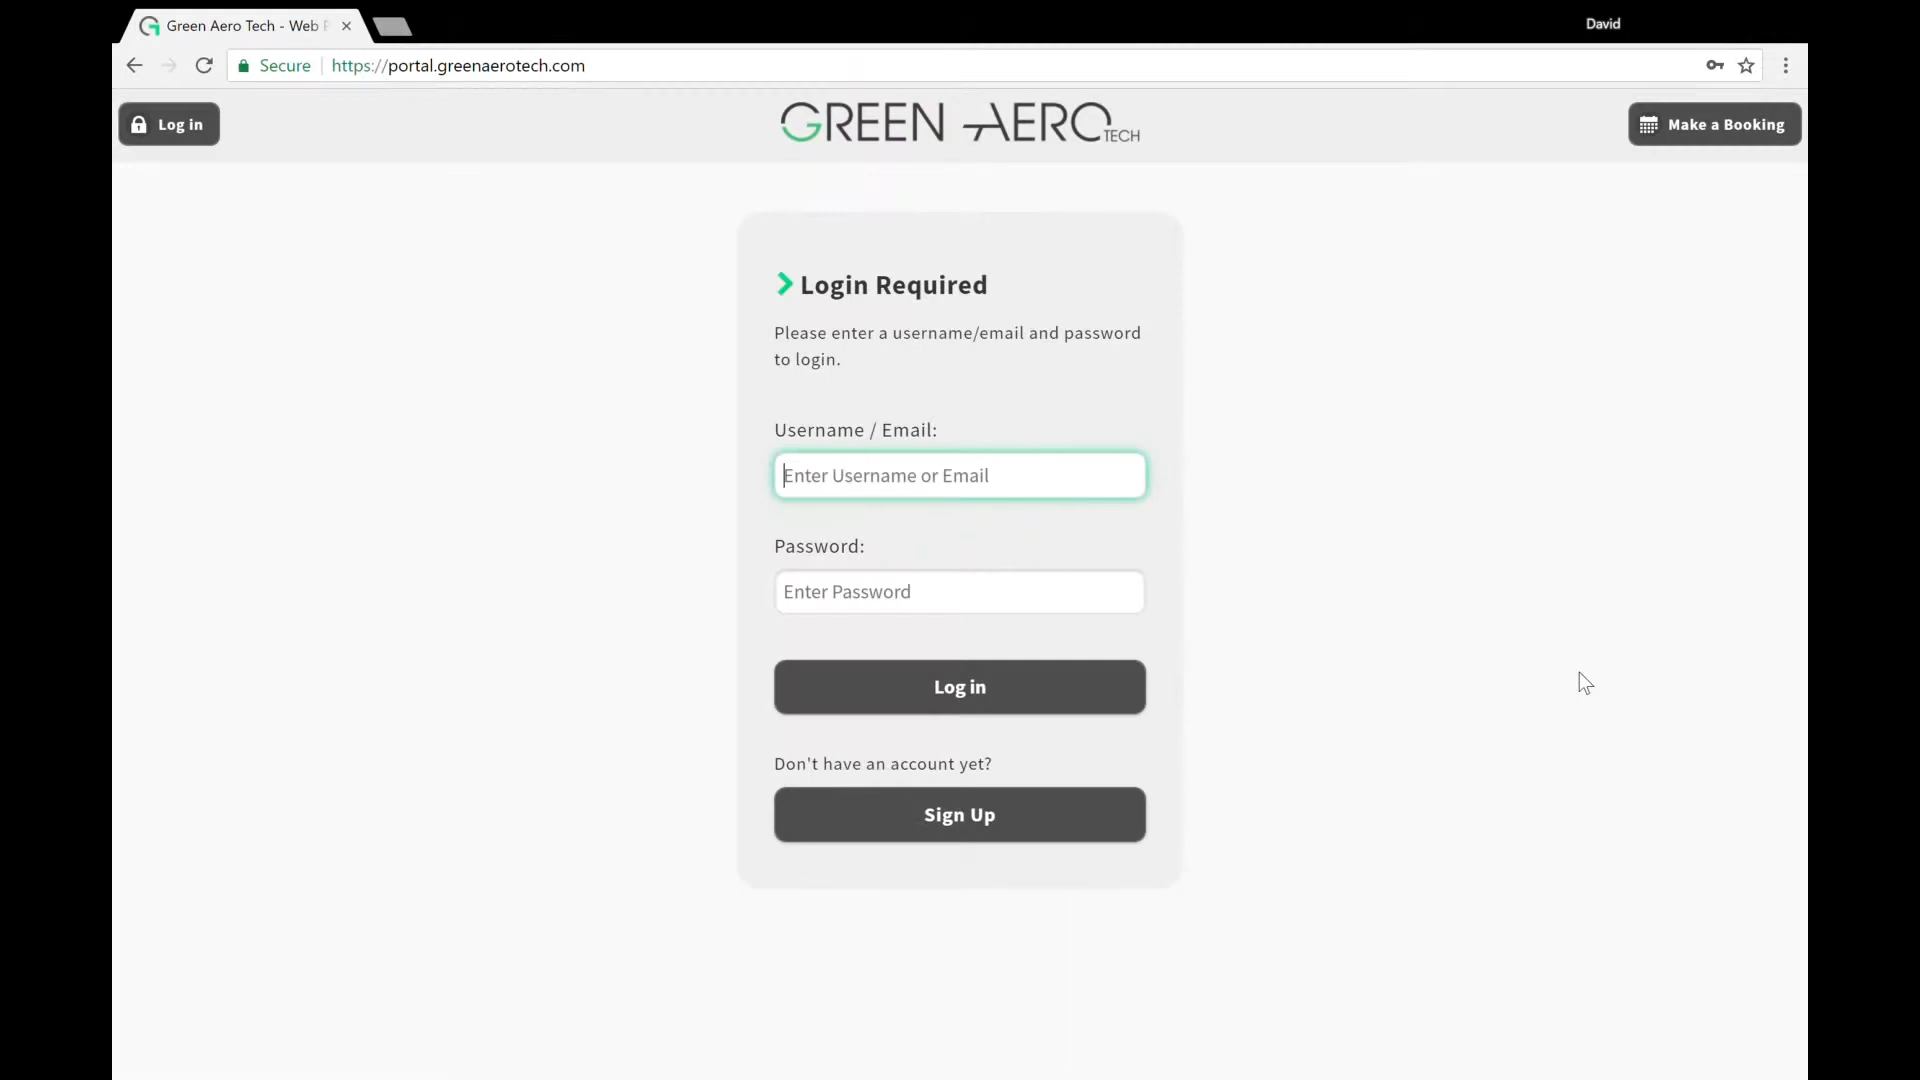 Green Aero Tech - Web
David
Secure
https://portal.greenaerotech.com
Log in
GREEN AERO TECH
Make a Booking
Login Required
Please enter a username/email and password
to login.
Username / Email:
Enter Username or Email
Password:
Enter Password
Log in
Don't have an account yet?
Sign Up